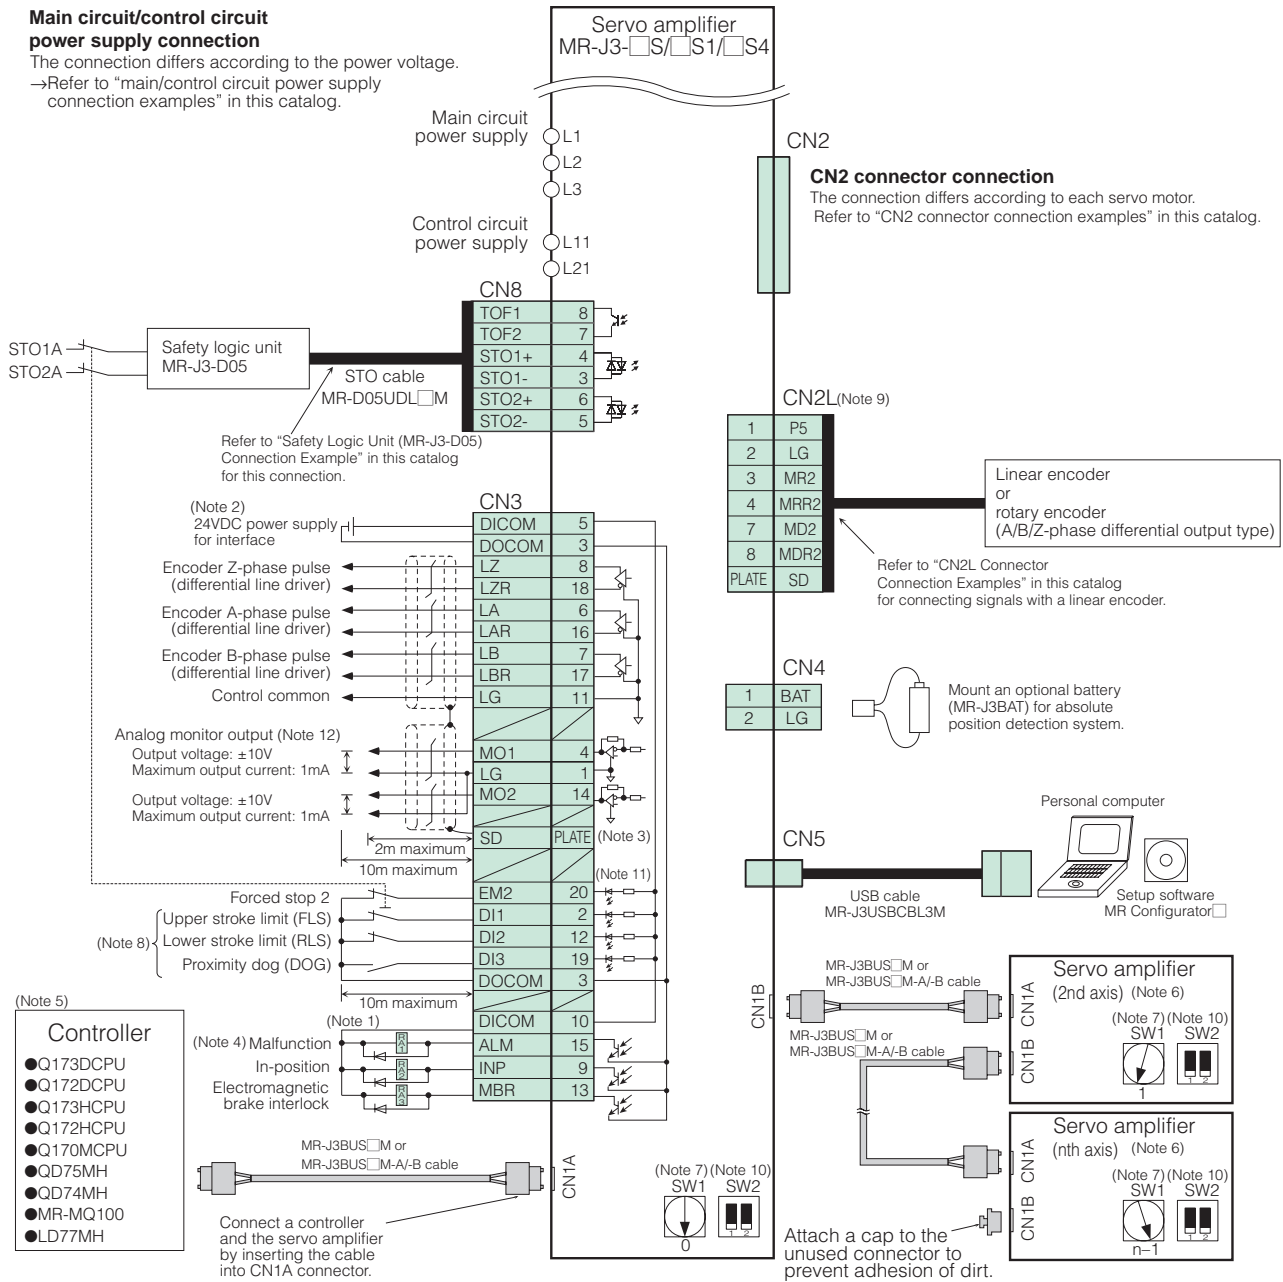 Main circuit/control circuit
power supply connection
The connection differs according to the power voltage.
→Refer to “main/control circuit power supply
connection examples” in this catalog.
Servo amplifier
MR-J3-□S/□S1/□S4
Main circuit
power supply
L1
L2
L3
Control circuit
power supply
L11
L21
CN2
CN2 connector connection
The connection differs according to each servo motor.
Refer to “CN2 connector connection examples” in this catalog.
CN8
TOF1 8
TOF2 7
STO1+ 4
STO1- 3
STO2+ 6
STO2- 5
STO1A
STO2A
Safety logic unit
MR-J3-D05
STO cable
MR-D05UDL□M
Refer to “Safety Logic Unit (MR-J3-D05)
Connection Example” in this catalog
for this connection.
CN2L(Note 9)
1 P5
2 LG
3 MR2
4 MRR2
7 MD2
8 MDR2
PLATE SD
Linear encoder
or
rotary encoder
(A/B/Z-phase differential output type)
Refer to “CN2L Connector
Connection Examples” in this catalog
for connecting signals with a linear encoder.
CN3
(Note 2)
24VDC power supply
for interface
DICOM 5
DOCOM 3
LZ 8
LZR 18
LA 6
LAR 16
LB 7
LBR 17
LG 11
MO1 4
LG 1
MO2 14
SD PLATE (Note 3)
EM2 20
DI1 2
DI2 12
DI3 19
DOCOM 3
DICOM 10
ALM 15
INP 9
MBR 13
Encoder Z-phase pulse
(differential line driver)
Encoder A-phase pulse
(differential line driver)
Encoder B-phase pulse
(differential line driver)
Control common
Analog monitor output (Note 12)
Output voltage: ±10V
Maximum output current: 1mA
Output voltage: ±10V
Maximum output current: 1mA
2m maximum
10m maximum
(Note 11)
Forced stop 2
Upper stroke limit (FLS)
(Note 8)
Lower stroke limit (RLS)
Proximity dog (DOG)
10m maximum
(Note 1)
(Note 4) Malfunction
RA1
In-position
RA2
Electromagnetic
brake interlock
RA3
CN4
1 BAT
2 LG
Mount an optional battery
(MR-J3BAT) for absolute
position detection system.
CN5
USB cable
MR-J3USBCBL3M
Personal computer
Setup software
MR Configurator□
(Note 5)
Controller
●Q173DCPU
●Q172DCPU
●Q173HCPU
●Q172HCPU
●Q170MCPU
●QD75MH
●QD74MH
●MR-MQ100
●LD77MH
MR-J3BUS□M or
MR-J3BUS□M-A/-B cable
CN1A
Connect a controller
and the servo amplifier
by inserting the cable
into CN1A connector.
(Note 7) (Note 10)
SW1 SW2
0
1 2
CN1B
MR-J3BUS□M or
MR-J3BUS□M-A/-B cable
MR-J3BUS□M or
MR-J3BUS□M-A/-B cable
CN1A
CN1B
Servo amplifier
(2nd axis) (Note 6)
(Note 7) (Note 10)
SW1 SW2
1
1 2
CN1A
CN1B
Servo amplifier
(nth axis) (Note 6)
(Note 7) (Note 10)
SW1 SW2
n–1
1 2
Attach a cap to the
unused connector to
prevent adhesion of dirt.